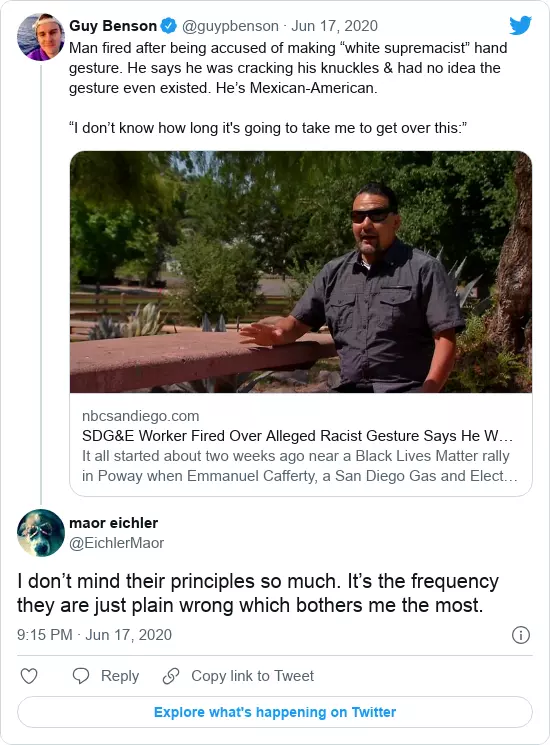 Guy Benson @guypbenson · Jun 17, 2020
Man fired after being accused of making “white supremacist” hand
gesture. He says he was cracking his knuckles & had no idea the
gesture even existed. He’s Mexican-American.
“I don’t know how long it's going to take me to get over this:”
nbcsandiego.com
SDG&E Worker Fired Over Alleged Racist Gesture Says He W…
It all started about two weeks ago near a Black Lives Matter rally
in Poway when Emmanuel Cafferty, a San Diego Gas and Elect…
maor eichler
@EichlerMaor
I don’t mind their principles so much. It’s the frequency
they are just plain wrong which bothers me the most.
9:15 PM · Jun 17, 2020
Reply Copy link to Tweet
Explore what's happening on Twitter